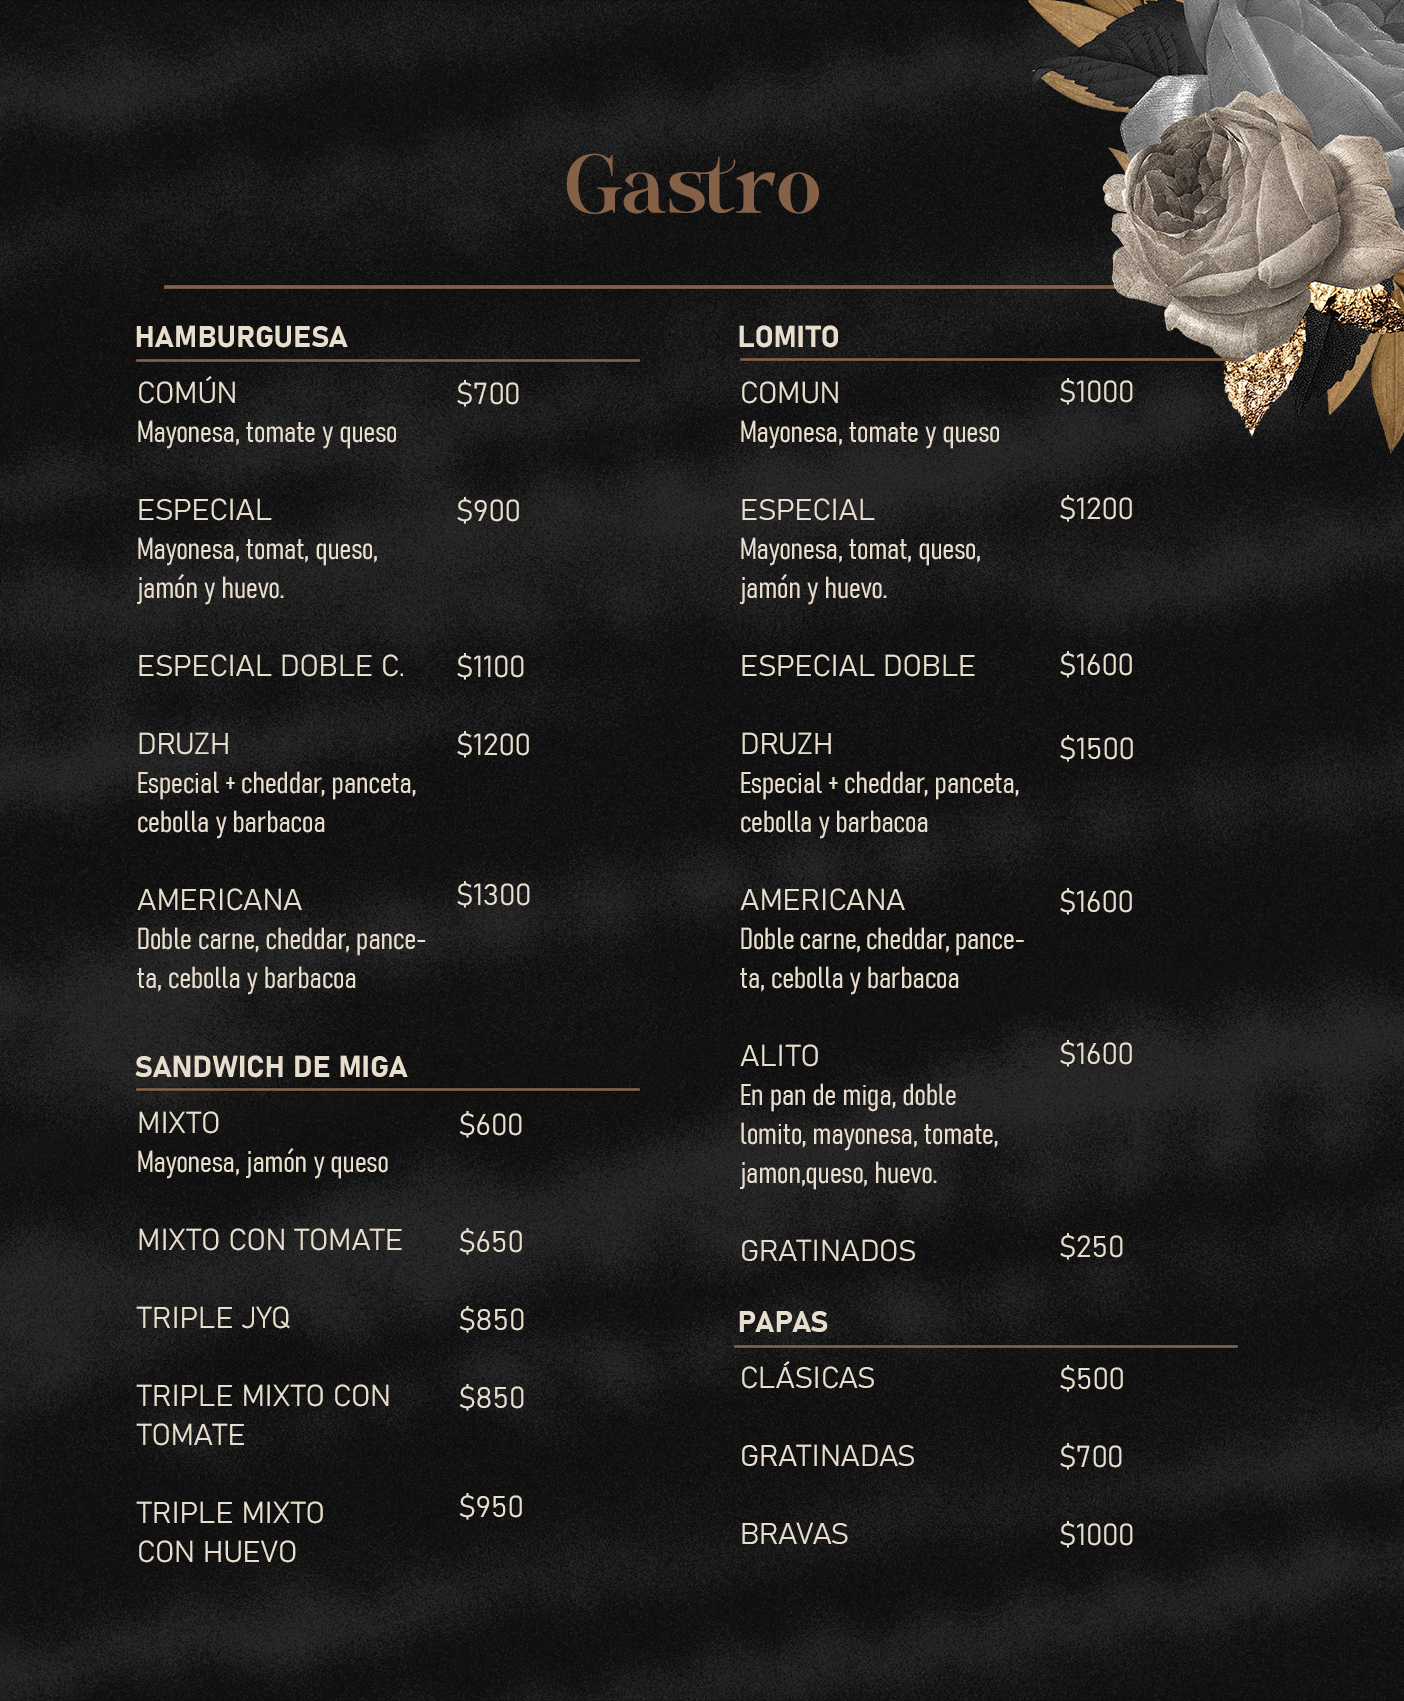 Gastro
HAMBURGUESA
COMÚN $700
Mayonesa, tomate y queso
ESPECIAL $900
Mayonesa, tomat, queso,
jamón y huevo.
ESPECIAL DOBLE C. $1100
DRUZH $1200
Especial + cheddar, panceta,
cebolla y barbacoa
AMERICANA $1300
Doble carne, cheddar, pance-
ta, cebolla y barbacoa
SANDWICH DE MIGA
MIXTO $600
Mayonesa, jamón y queso
MIXTO CON TOMATE $650
TRIPLE JYQ $850
TRIPLE MIXTO CON $850
TOMATE
TRIPLE MIXTO $950
CON HUEVO
LOMITO
COMUN $1000
Mayonesa, tomate y queso
ESPECIAL $1200
Mayonesa, tomat, queso,
jamón y huevo.
ESPECIAL DOBLE $1600
DRUZH $1500
Especial + cheddar, panceta,
cebolla y barbacoa
AMERICANA $1600
Doble carne, cheddar, pance-
ta, cebolla y barbacoa
ALITO $1600
En pan de miga, doble
lomito, mayonesa, tomate,
jamon,queso, huevo.
GRATINADOS $250
PAPAS
CLÁSICAS $500
GRATINADAS $700
BRAVAS $1000